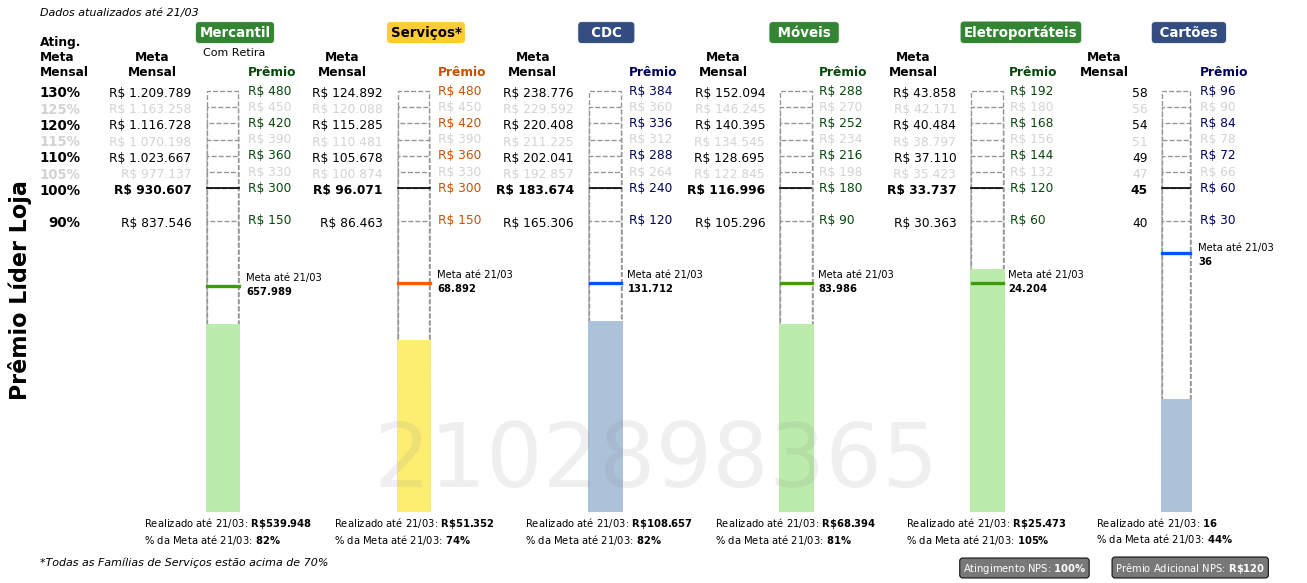 Dados atualizados até 21/03
Mercantil Serviços* CDC Móveis Eletroportáteis Cartões
Com Retira
Ating. Meta Mensal
Meta Mensal Prêmio Meta Mensal Prêmio Meta Mensal Prêmio Meta Mensal Prêmio Meta Mensal Prêmio Meta Mensal Prêmio
130% R$ 1.209.789 R$ 480 R$ 124.892 R$ 480 R$ 238.776 R$ 384 R$ 152.094 R$ 288 R$ 43.858 R$ 192 58 R$ 96
125% R$ 1.163.258 R$ 450 R$ 120.088 R$ 450 R$ 229.592 R$ 360 R$ 146.245 R$ 270 R$ 42.171 R$ 180 56 R$ 90
120% R$ 1.116.728 R$ 420 R$ 115.285 R$ 420 R$ 220.408 R$ 336 R$ 140.395 R$ 252 R$ 40.484 R$ 168 54 R$ 84
115% R$ 1.070.198 R$ 390 R$ 110.481 R$ 390 R$ 211.225 R$ 312 R$ 134.545 R$ 234 R$ 38.797 R$ 156 51 R$ 78
110% R$ 1.023.667 R$ 360 R$ 105.678 R$ 360 R$ 202.041 R$ 288 R$ 128.695 R$ 216 R$ 37.110 R$ 144 49 R$ 72
105% R$ 977.137 R$ 330 R$ 100.874 R$ 330 R$ 192.857 R$ 264 R$ 122.845 R$ 198 R$ 35.423 R$ 132 47 R$ 66
100% R$ 930.607 R$ 300 R$ 96.071 R$ 300 R$ 183.674 R$ 240 R$ 116.996 R$ 180 R$ 33.737 R$ 120 45 R$ 60
90% R$ 837.546 R$ 150 R$ 86.463 R$ 150 R$ 165.306 R$ 120 R$ 105.296 R$ 90 R$ 30.363 R$ 60 40 R$ 30
Prêmio Líder Loja
Meta até 21/03 Meta até 21/03 Meta até 21/03 Meta até 21/03 Meta até 21/03 Meta até 21/03
657.989 68.892 131.712 83.986 24.204 36
2102898365
Realizado até 21/03: R$539.948 Realizado até 21/03: R$51.352 Realizado até 21/03: R$108.657 Realizado até 21/03: R$68.394 Realizado até 21/03: R$25.473 Realizado até 21/03: 16
% da Meta até 21/03: 82% % da Meta até 21/03: 74% % da Meta até 21/03: 82% % da Meta até 21/03: 81% % da Meta até 21/03: 105% % da Meta até 21/03: 44%
*Todas as Famílias de Serviços estão acima de 70%
Atingimento NPS: 100% Prêmio Adicional NPS: R$120